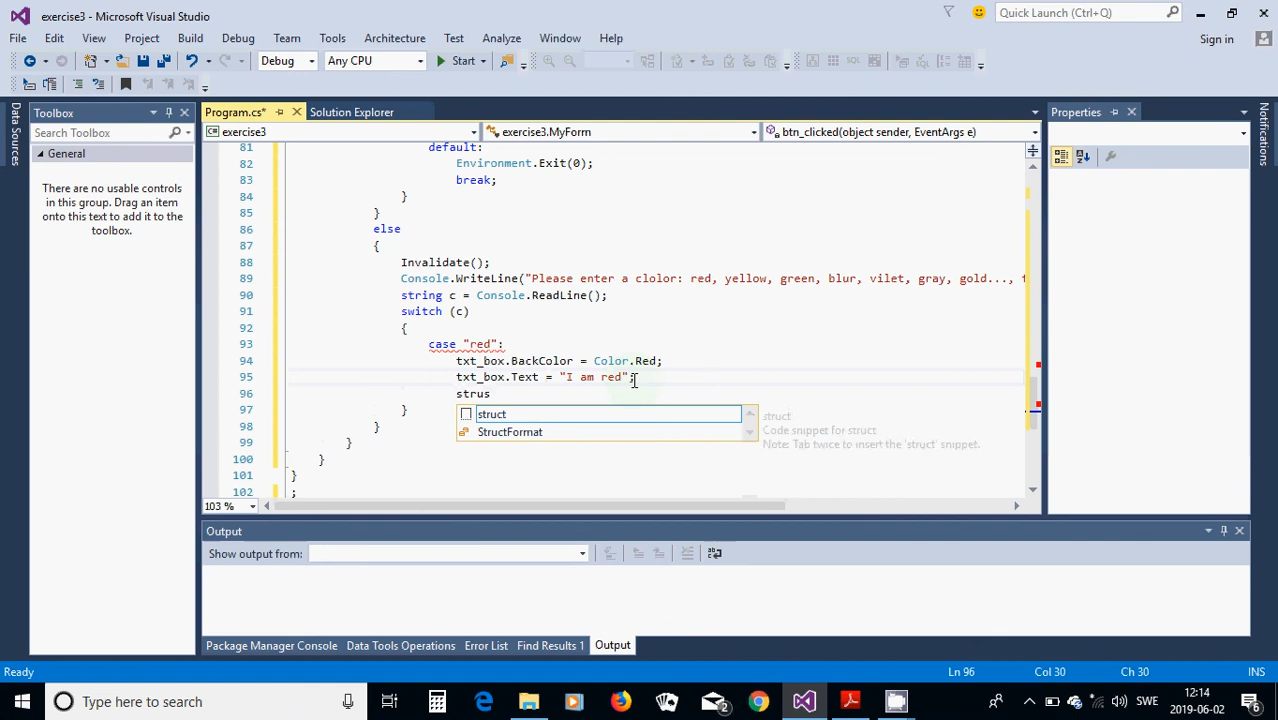 exercise3 - Microsoft Visual Studio
Quick Launch (Ctrl+Q)
File Edit View Project Build Debug Team Tools Architecture Test Analyze Window Help
Sign in
Debug Any CPU Start
Toolbox
Program.cs* Solution Explorer
Properties
Data Sources
Notifications
Search Toolbox
exercise3 exercise3.MyForm btn_clicked(object sender, EventArgs e)
General
There are no usable controls
in this group. Drag an item
onto this text to add it to the
toolbox.
81 default:
82 Environment.Exit(0);
83 break;
84 }
85 }
86 else
87 {
88 Invalidate();
89 Console.WriteLine("Please enter a clolor: red, yellow, green, blur, vilet, gray, gold..., t
90 string c = Console.ReadLine();
91 switch (c)
92 {
93 case "red":
94 txt_box.BackColor = Color.Red;
95 txt_box.Text = "I am red";
96 strus
97 }
98 }
99 }
100 }
101 }
102 ;
struct
StructFormat
struct
Code snippet for struct
Note: Tab twice to insert the 'struct' snippet.
103 %
Output
Show output from:
Package Manager Console Data Tools Operations Error List Find Results 1 Output
Ready Ln 96 Col 30 Ch 30 INS
Type here to search
2
SWE
12:14
2019-06-02
6